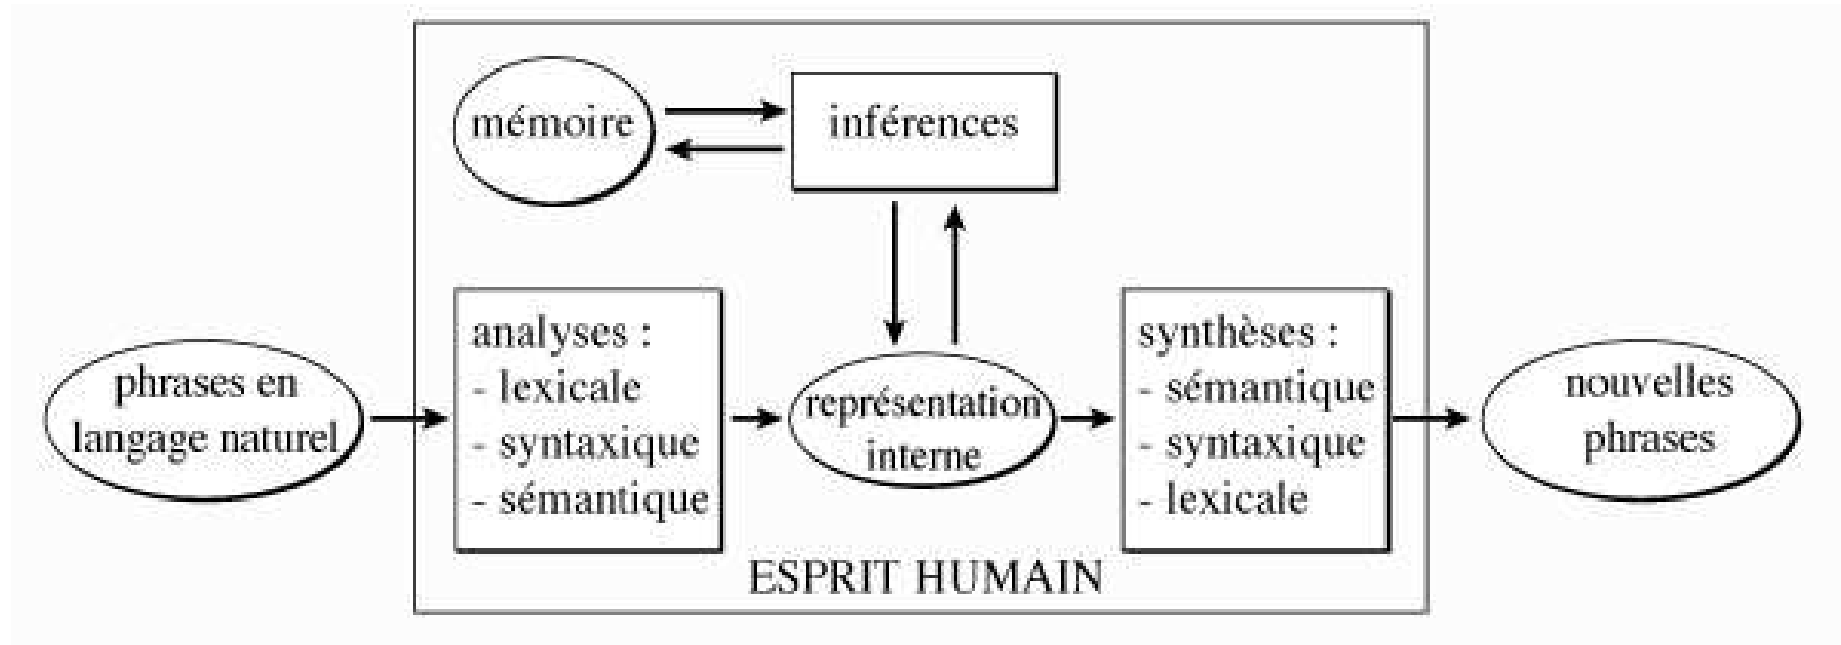 mémoire
inférences
phrases en
langage naturel
analyses :
- lexicale
- syntaxique
- sémantique
représentation
interne
synthèses :
- sémantique
- syntaxique
- lexicale
nouvelles
phrases
ESPRIT HUMAIN